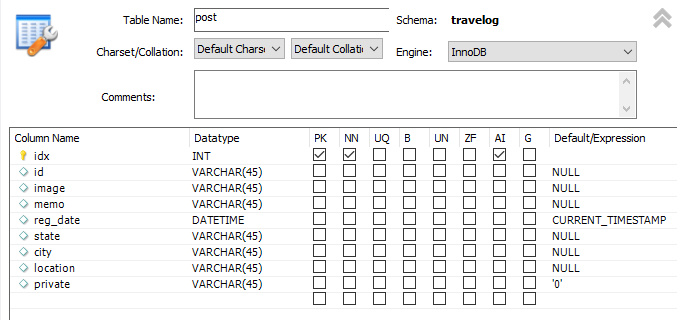 Table Name: post Schema: travelog
Charset/Collation: Default Charse Default Collatic Engine: InnoDB
Comments:
Column Name Datatype PK NN UQ B UN ZF AI G Default/Expression
idx INT
id VARCHAR(45) NULL
image VARCHAR(45) NULL
memo VARCHAR(45) NULL
reg_date DATETIME CURRENT_TIMESTAMP
state VARCHAR(45) NULL
city VARCHAR(45) NULL
location VARCHAR(45) NULL
private VARCHAR(45) '0'